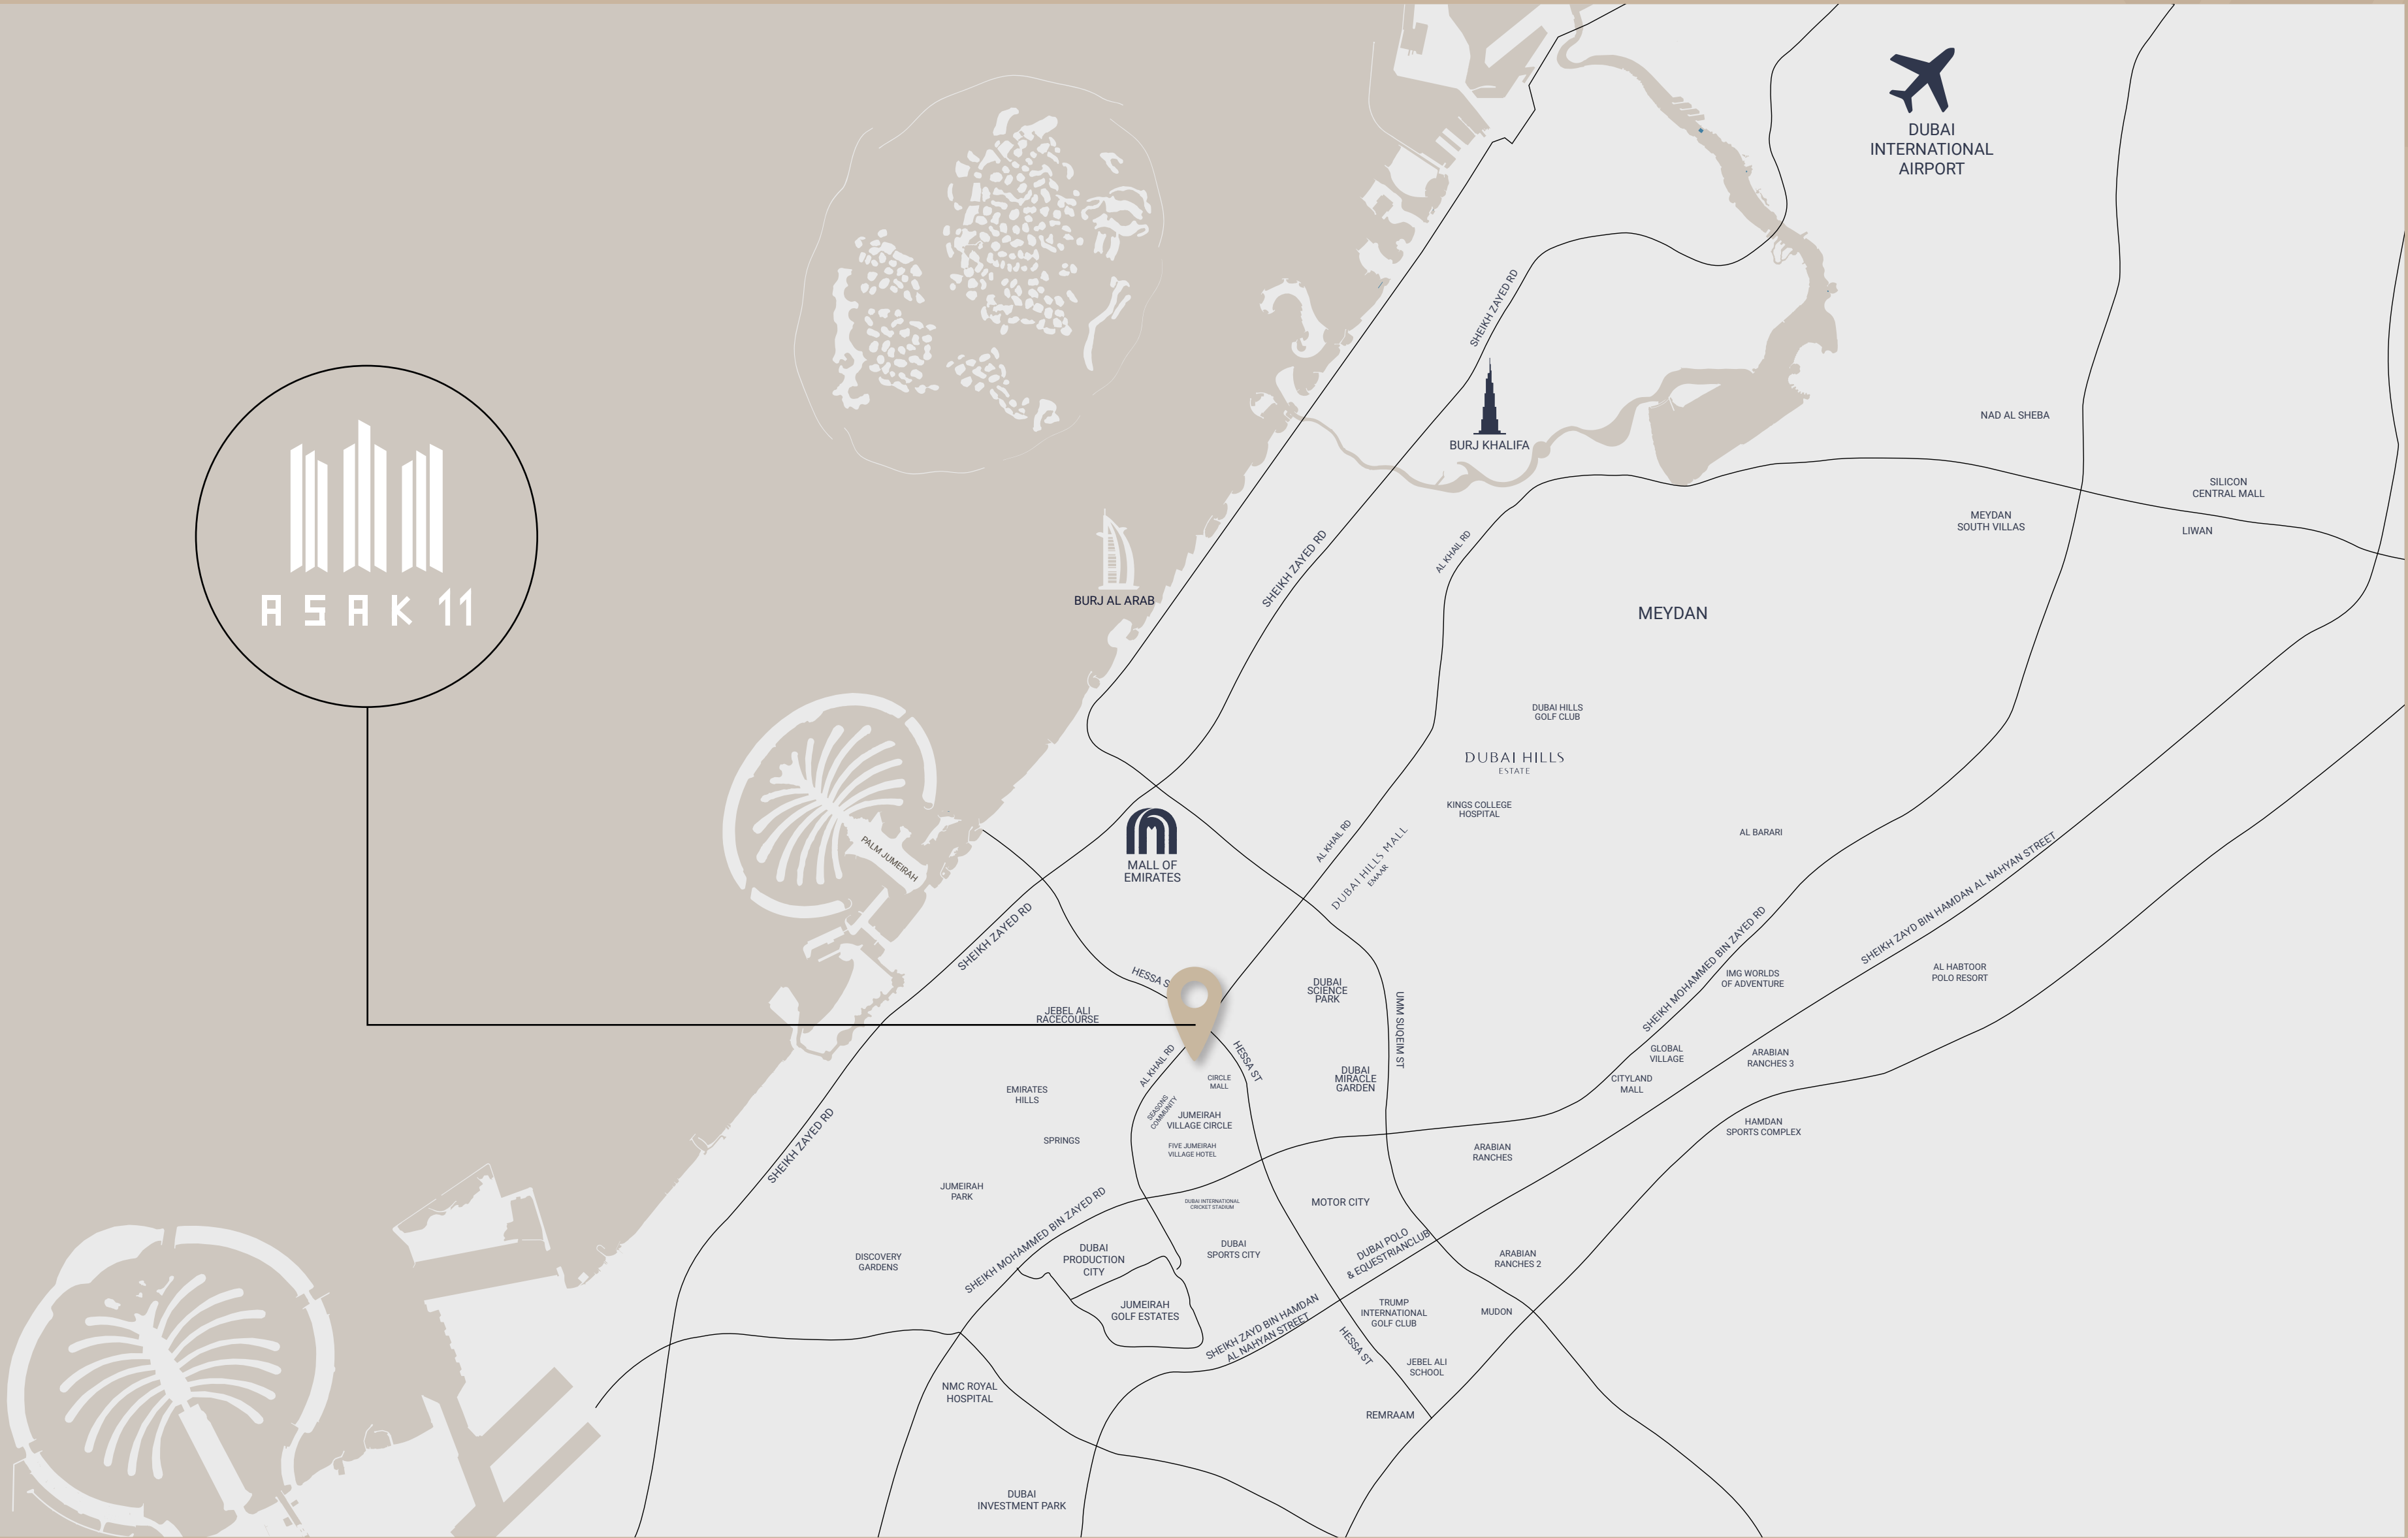 DUBAI
INTERNATIONAL
AIRPORT
SHEIKH ZAYED RD
BURJ KHALIFA
NAD AL SHEBA
SILICON
CENTRAL MALL
MEYDAN
SOUTH VILLAS
LIWAN
SHEIKH ZAYED RD
AL KHAIL RD
ASAK 11
BURJ AL ARAB
MEYDAN
DUBAI HILLS
GOLF CLUB
DUBAI HILLS
ESTATE
KINGS COLLEGE
HOSPITAL
AL KHAIL RD
DUBAI HILLS MALL
EMAAR
AL BARARI
PALM JUMEIRAH
MALL OF
EMIRATES
SHEIKH ZAYED RD
SHEIKH MOHAMMED BIN ZAYED RD
SHEIKH ZAYD BIN HAMDAN AL NAHYAN STREET
HESSA S
DUBAI
SCIENCE
PARK
IMG WORLDS
OF ADVENTURE
AL HABTOOR
POLO RESORT
JEBEL ALI
RACECOURSE
UMM SUQEIM ST
AL KHAIL RD
HESSA ST
GLOBAL
VILLAGE
ARABIAN
RANCHES 3
CIRCLE
MALL
DUBAI
MIRACLE
GARDEN
CITYLAND
MALL
EMIRATES
HILLS
SEASONS
COMMUNITY
JUMEIRAH
VILLAGE CIRCLE
HAMDAN
SPORTS COMPLEX
SPRINGS
FIVE JUMEIRAH
VILLAGE HOTEL
ARABIAN
RANCHES
SHEIKH ZAYED RD
JUMEIRAH
PARK
DUBAI INTERNATIONAL
CRICKET STADIUM
MOTOR CITY
SHEIKH MOHAMMED BIN ZAYED RD
DISCOVERY
GARDENS
DUBAI
PRODUCTION
CITY
DUBAI
SPORTS CITY
DUBAI POLO
& EQUESTRIANCLUB
ARABIAN
RANCHES 2
JUMEIRAH
GOLF ESTATES
SHEIKH ZAYD BIN HAMDAN
AL NAHYAN STREET
TRUMP
INTERNATIONAL
GOLF CLUB
MUDON
HESSA ST
JEBEL ALI
SCHOOL
NMC ROYAL
HOSPITAL
REMRAAM
DUBAI
INVESTMENT PARK